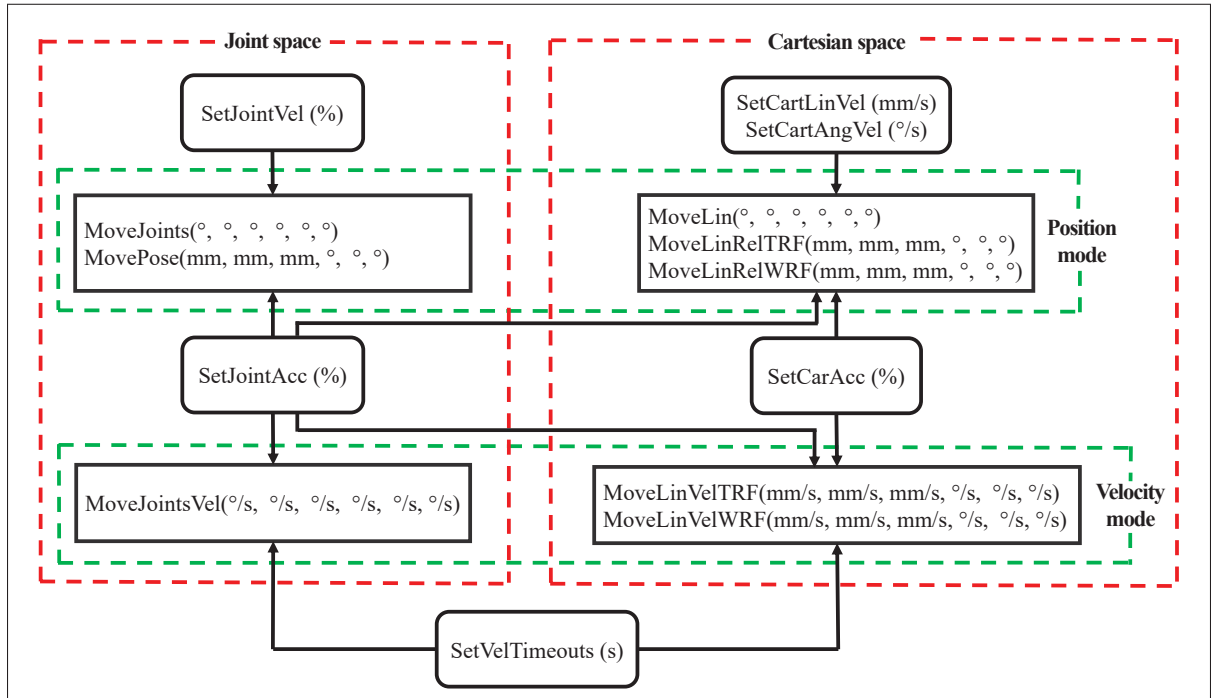 Joint space
Cartesian space
SetJointVel (%)
SetCartLinVel (mm/s)
SetCartAngVel (°/s)
MoveJoints(°, °, °, °, °, °)
MovePose(mm, mm, mm, °, °, °)
MoveLin(°, °, °, °, °, °)
MoveLinRelTRF(mm, mm, mm, °, °, °)
MoveLinRelWRF(mm, mm, mm, °, °, °)
Position
mode
SetJointAcc (%)
SetCarAcc (%)
MoveJointsVel(°/s, °/s, °/s, °/s, °/s, °/s)
MoveLinVelTRF(mm/s, mm/s, mm/s, °/s, °/s, °/s)
MoveLinVelWRF(mm/s, mm/s, mm/s, °/s, °/s, °/s)
Velocity
mode
SetVelTimeouts (s)